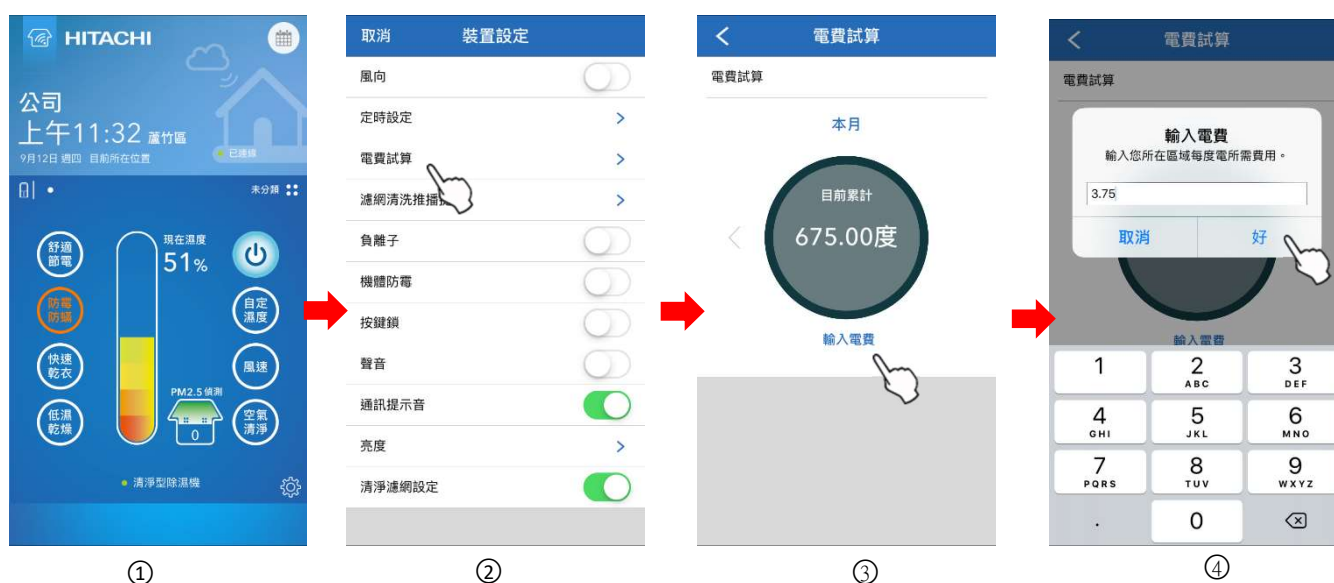 HITACHI
公司
上午11:32 蘆竹區
9月12日 週四 目前所在位置
已連線
未分類
舒適
節電
現在濕度
51%
防霉
防螨
自定
濕度
快速
乾衣
風速
PM2.5 偵測
低濕
乾燥
0
空氣
清淨
清淨型除濕機
①
取消 裝置設定
風向
定時設定
電費試算
濾網清洗推播
負離子
機體防霉
按鍵鎖
聲音
通訊提示音
亮度
清淨濾網設定
②
電費試算
電費試算
本月
目前累計
675.00度
輸入電費
③
電費試算
電費試算
輸入電費
輸入您所在區域每度電所需費用。
3.75
取消 好
輸入電費
1 2 3
ABC DEF
4 5 6
GHI JKL MNO
7 8 9
PQRS TUV WXYZ
. 0
④